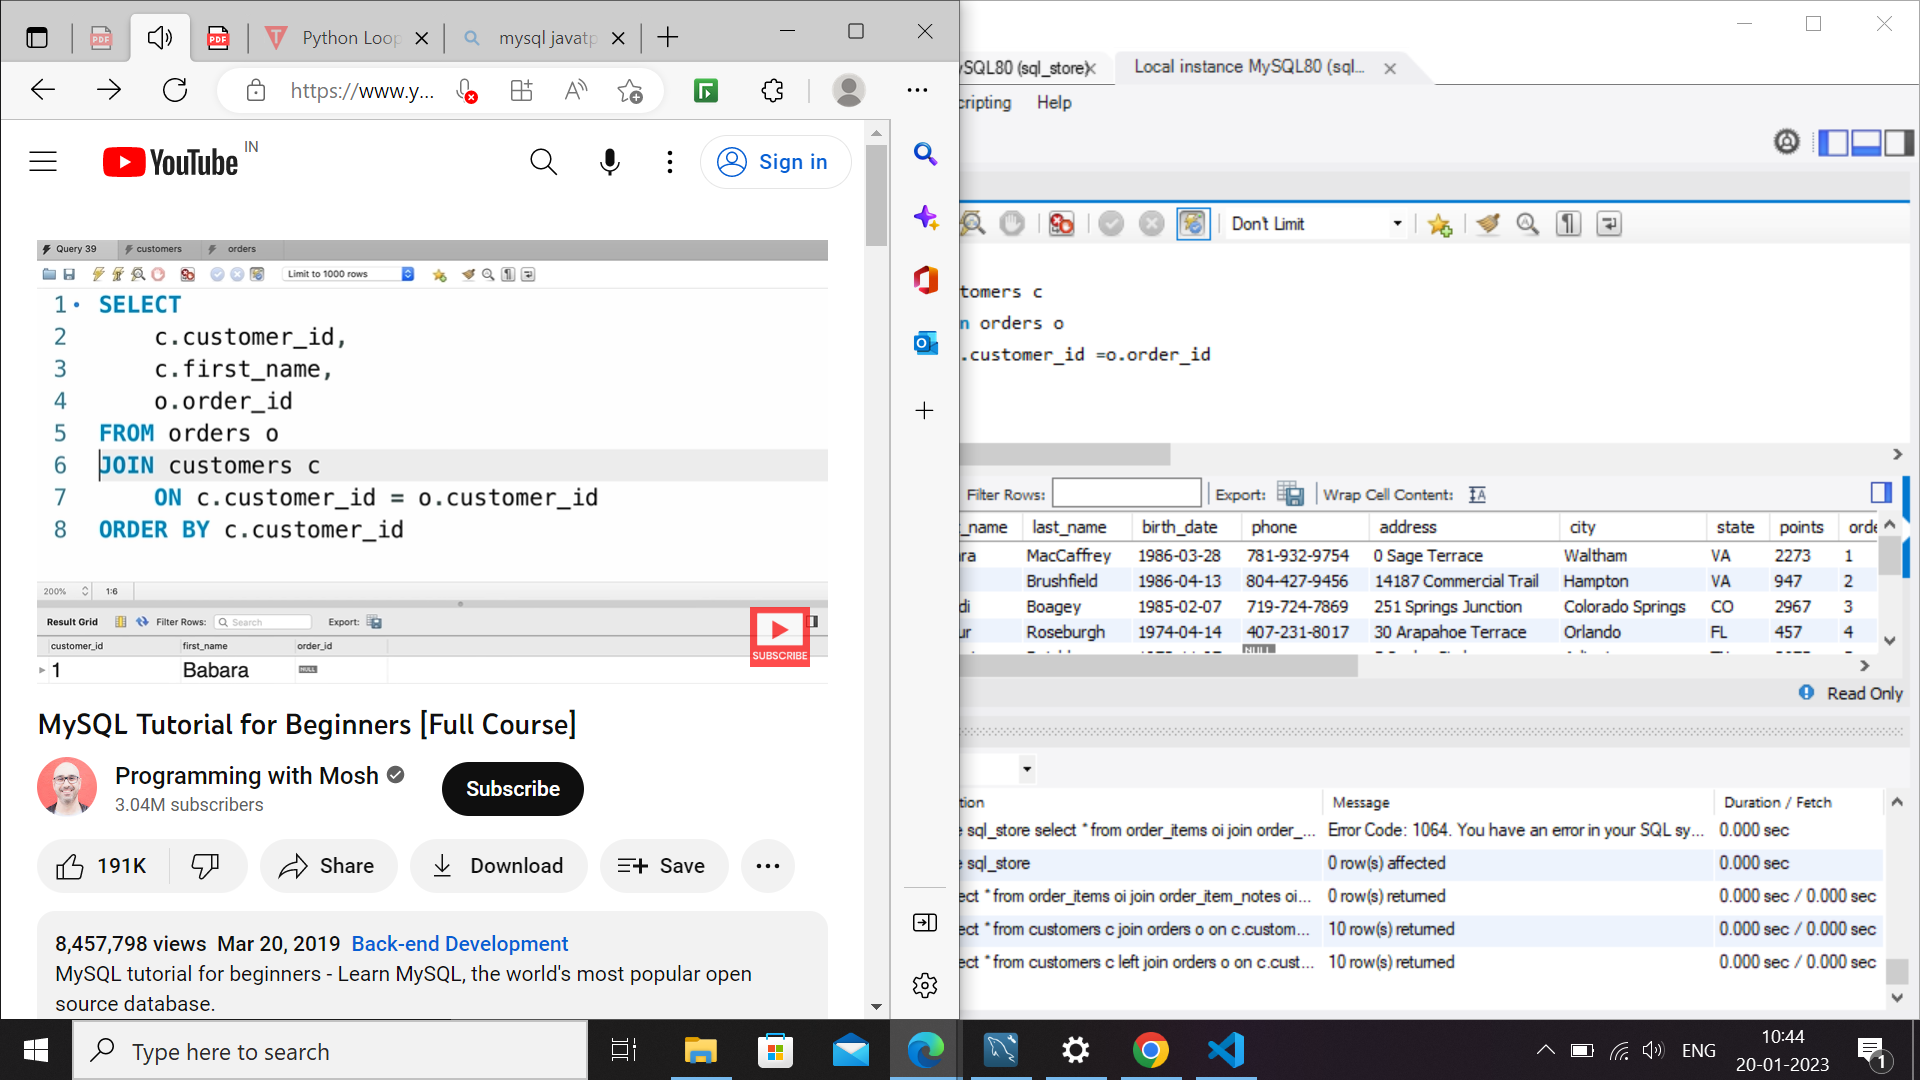 Python Loop
mysql javatp
https://www.y...
YouTube IN
Sign in
Query 39
customers
orders
Limit to 1000 rows
1 SELECT
2 c.customer_id,
3 c.first_name,
4 o.order_id
5 FROM orders o
6 JOIN customers c
7 ON c.customer_id = o.customer_id
8 ORDER BY c.customer_id
200% 1:6
Result Grid Filter Rows: Search Export:
customer_id first_name order_id
1 Babara NULL
SUBSCRIBE
MySQL Tutorial for Beginners [Full Course]
Programming with Mosh
3.04M subscribers
Subscribe
191K
Share
Download
Save
8,457,798 views Mar 20, 2019 Back-end Development
MySQL tutorial for beginners - Learn MySQL, the world's most popular open
source database.
ySQL80 (sql_store)
Local instance MySQL80 (sql...
cripting Help
Don't Limit
tomers c
n orders o
.customer_id =o.order_id
Filter Rows: Export: Wrap Cell Content:
_name last_name birth_date phone address city state points orde
ra MacCaffrey 1986-03-28 781-932-9754 0 Sage Terrace Waltham VA 2273 1
Brushfield 1986-04-13 804-427-9456 14187 Commercial Trail Hampton VA 947 2
di Boagey 1985-02-07 719-724-7869 251 Springs Junction Colorado Springs CO 2967 3
ur Roseburgh 1974-04-14 407-231-8017 30 Arapahoe Terrace Orlando FL 457 4
NULL
Read Only
tion Message Duration / Fetch
e sql_store select * from order_items oi join order_... Error Code: 1064. You have an error in your SQL sy... 0.000 sec
e sql_store 0 row(s) affected 0.000 sec
ect * from order_items oi join order_item_notes oi... 0 row(s) returned 0.000 sec / 0.000 sec
ect * from customers c join orders o on c.custom... 10 row(s) returned 0.000 sec / 0.000 sec
ect * from customers c left join orders o on c.cust... 10 row(s) returned 0.000 sec / 0.000 sec
Type here to search
ENG
10:44
20-01-2023
1